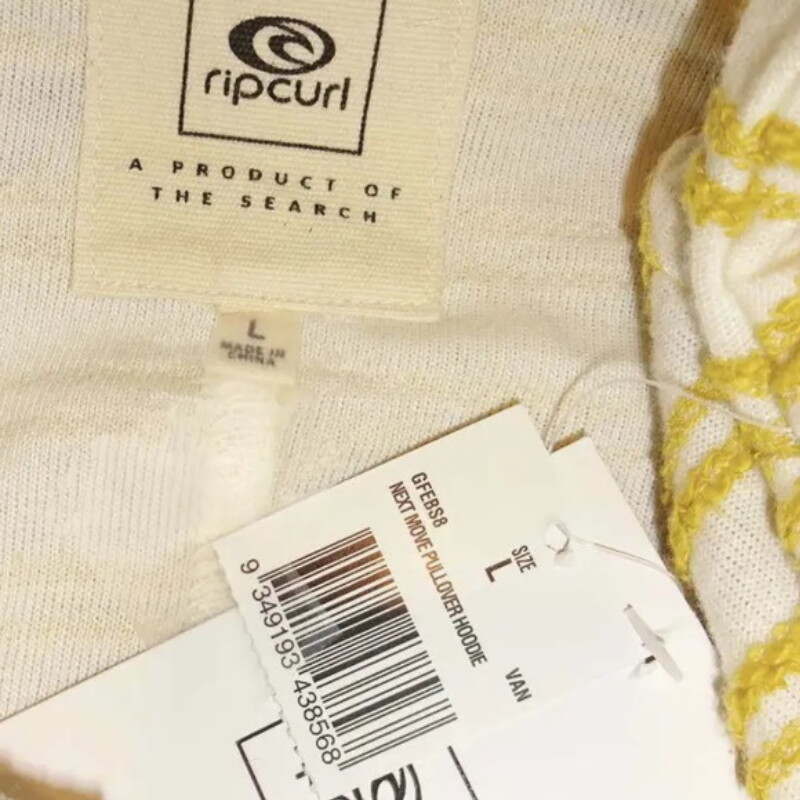 ripcurl
A PRODUCT OF
THE SEARCH
L
MADE IN
CHINA
GFEBS8
NEXT MOVE PULLOVER HOODIE
SIZE
L
VAN
9 349193 438568